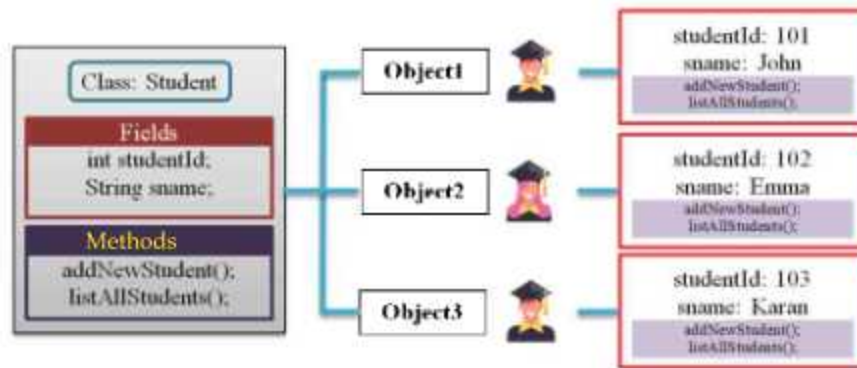 Class: Student
Fields
int studentId;
String sname;
Methods
addNewStudent();
listAllStudents();
Object1
studentId: 101
sname: John
addNewStudent();
listAllStudents();
Object2
studentId: 102
sname: Emma
addNewStudent();
listAllStudents();
Object3
studentId: 103
sname: Karan
addNewStudent();
listAllStudents();